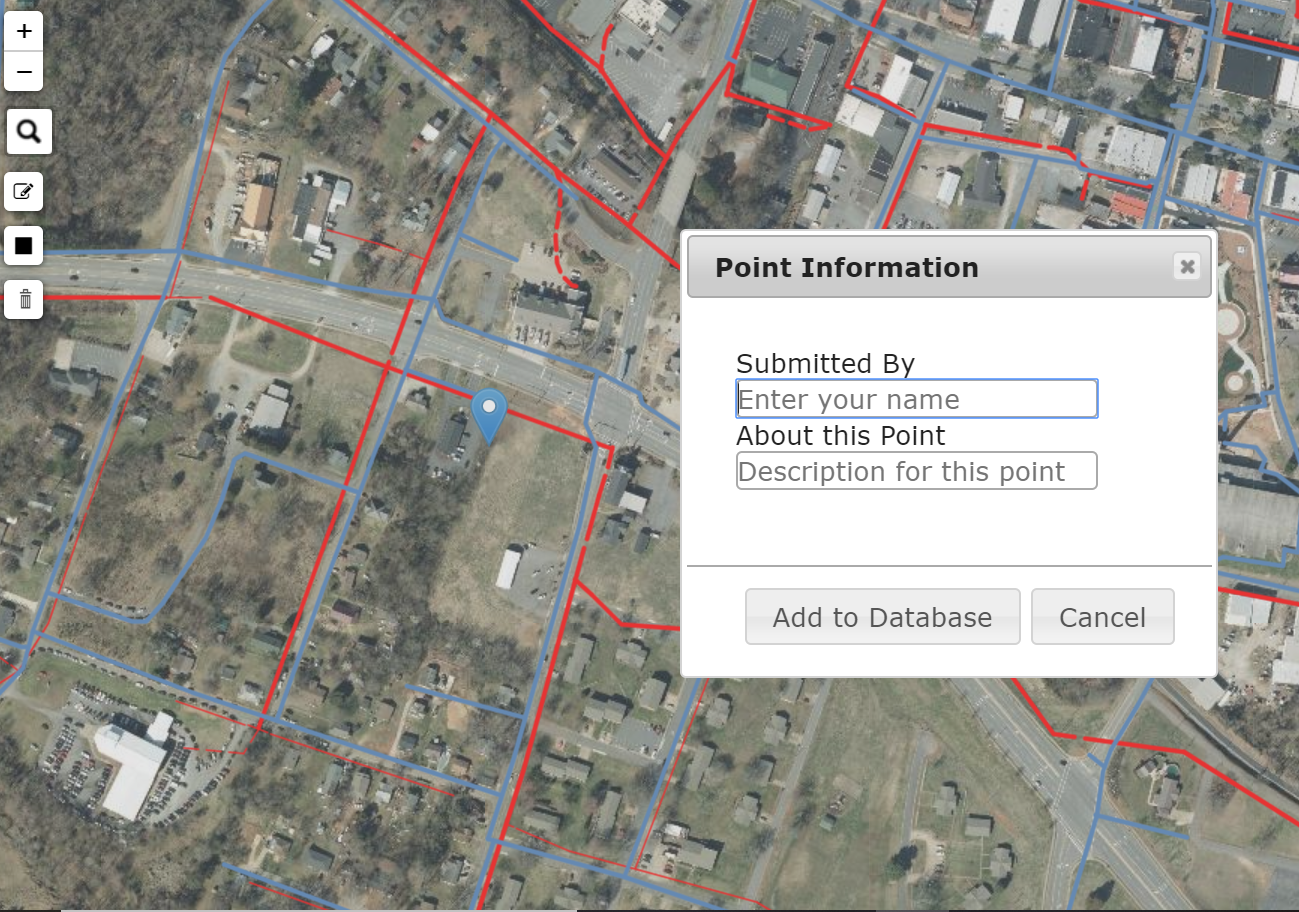 +
−
Point Information
Submitted By
Enter your name
About this Point
Description for this point
Add to Database
Cancel